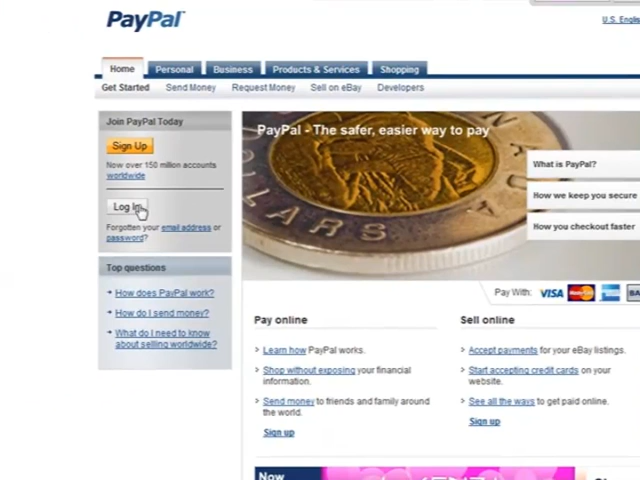 PayPal
U.S. Engli
Home
Personal
Business
Products & Services
Shopping
Get Started
Send Money
Request Money
Sell on eBay
Developers
Join PayPal Today
Sign Up
Now over 150 million accounts
worldwide
Log In
Forgotten your email address or
password?
Top questions
How does PayPal work?
How do I send money?
What do I need to know
about selling worldwide?
PayPal - The safer, easier way to pay
DOLLARS
What is PayPal?
How we keep you secure
How you checkout faster
Pay With:
VISA
MasterCard
BA
Pay online
Learn how PayPal works.
Shop without exposing your financial
information.
Send money to friends and family around
the world.
Sign up
Sell online
Accept payments for your eBay listings.
Start accepting credit cards on your
website.
See all the ways to get paid online.
Sign up
Now